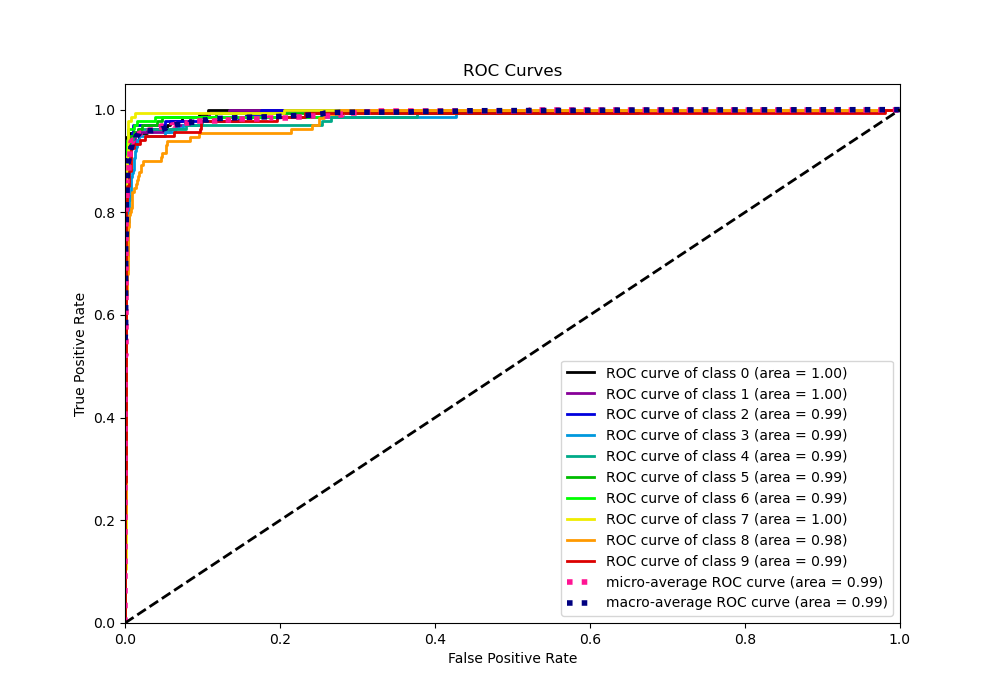 ROC Curves
True Positive Rate
1.0
0.8
0.6
0.4
0.2
0.0
ROC curve of class 0 (area = 1.00)
ROC curve of class 1 (area = 1.00)
ROC curve of class 2 (area = 0.99)
ROC curve of class 3 (area = 0.99)
ROC curve of class 4 (area = 0.99)
ROC curve of class 5 (area = 0.99)
ROC curve of class 6 (area = 0.99)
ROC curve of class 7 (area = 1.00)
ROC curve of class 8 (area = 0.98)
ROC curve of class 9 (area = 0.99)
micro-average ROC curve (area = 0.99)
macro-average ROC curve (area = 0.99)
0.0 0.2 0.4 0.6 0.8 1.0
False Positive Rate